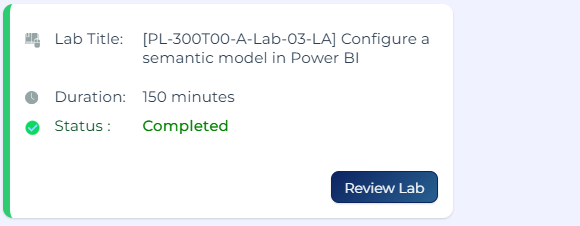 Lab Title: [PL-300T00-A-Lab-03-LA] Configure a
semantic model in Power BI
Duration: 150 minutes
Status : Completed
Review Lab